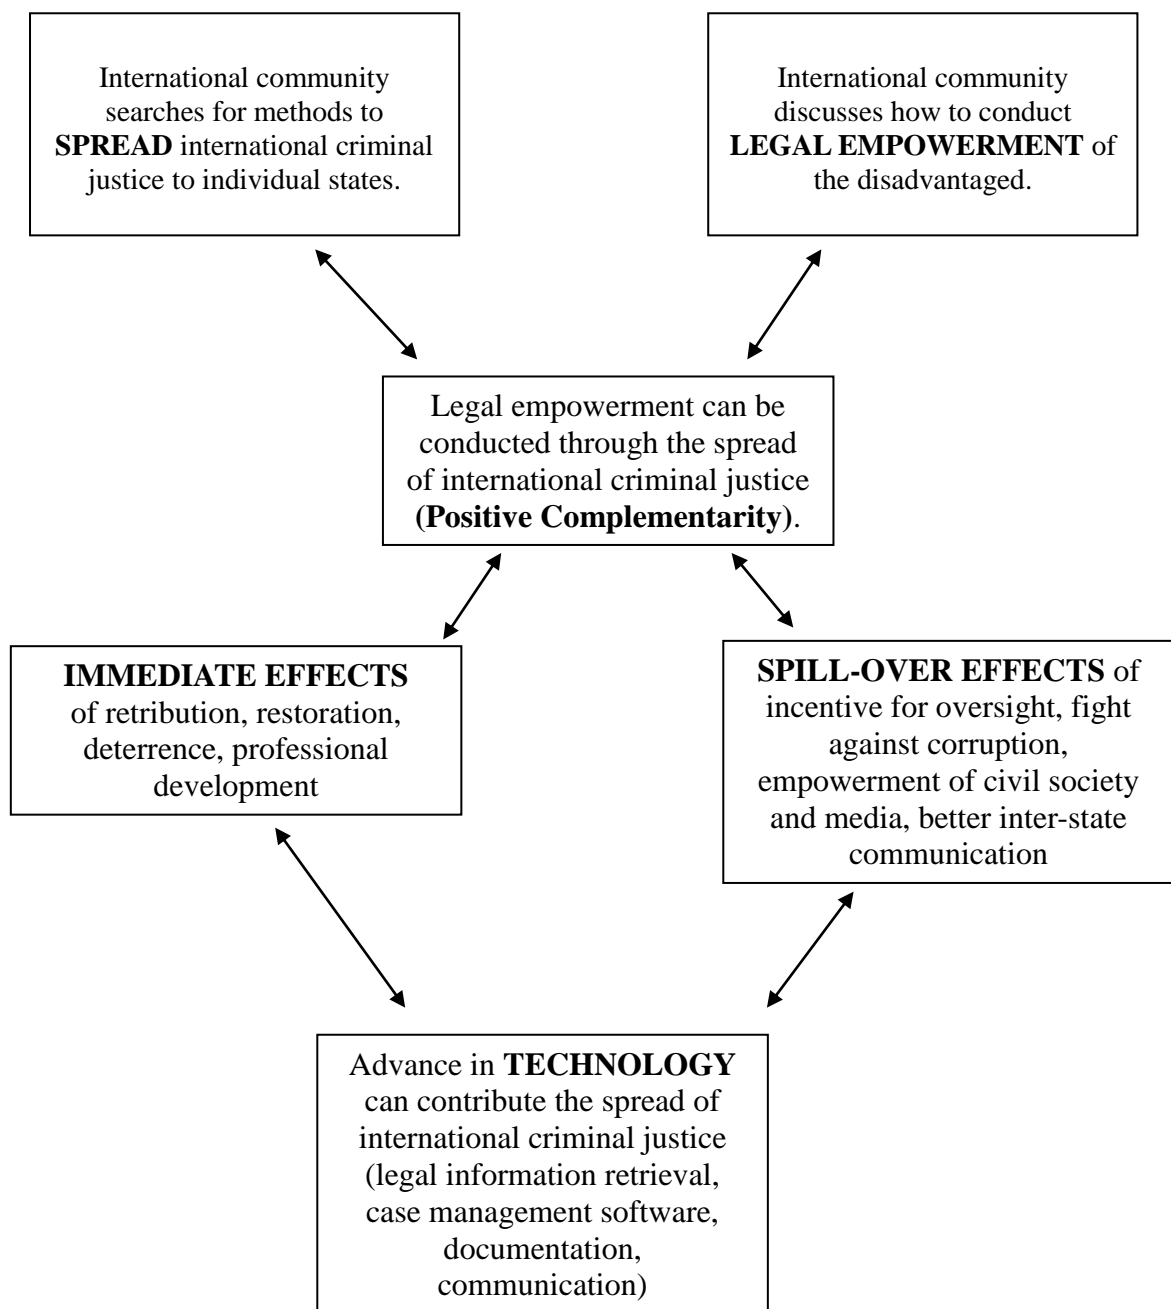 International community
searches for methods to
SPREAD international criminal
justice to individual states.
International community
discusses how to conduct
LEGAL EMPOWERMENT of
the disadvantaged.
Legal empowerment can be
conducted through the spread
of international criminal justice
(Positive Complementarity).
IMMEDIATE EFFECTS
of retribution, restoration,
deterrence, professional
development
SPILL-OVER EFFECTS of
incentive for oversight, fight
against corruption,
empowerment of civil society
and media, better inter-state
communication
Advance in TECHNOLOGY
can contribute the spread of
international criminal justice
(legal information retrieval,
case management software,
documentation,
communication)